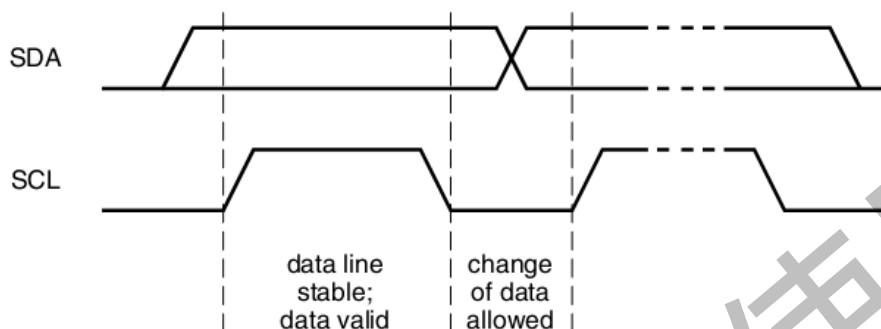 SDA
SCL
data line
stable;
data valid
change
of data
allowed